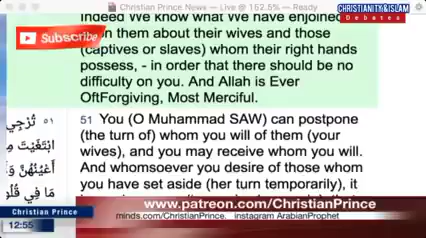 Christian Prince News — Live @ 152.5% — Ready
CHRISTIANITY&ISLAM
Debates
Indeed We know what We have enjoined
Subscribe
them about their wives and those
(captives or slaves) whom their right hands
possess, - in order that there should be no
difficulty on you. And Allah is Ever
OftForgiving, Most Merciful.
51 You (O Muhammad SAW) can postpone
(the turn of) whom you will of them (your
wives), and you may receive whom you will.
And whomsoever you desire of those whom
you have set aside (her turn temporarily), it
٥١ تُرْجِي
ابْتَغَيْتَ
أَعْيُنُهُنَّ وَ
مَا فِي قُلُو
Christian Prince
www.patreon.com/ChristianPrince
12:55
minds.com/ChristianPrince, instagram ArabianProphet